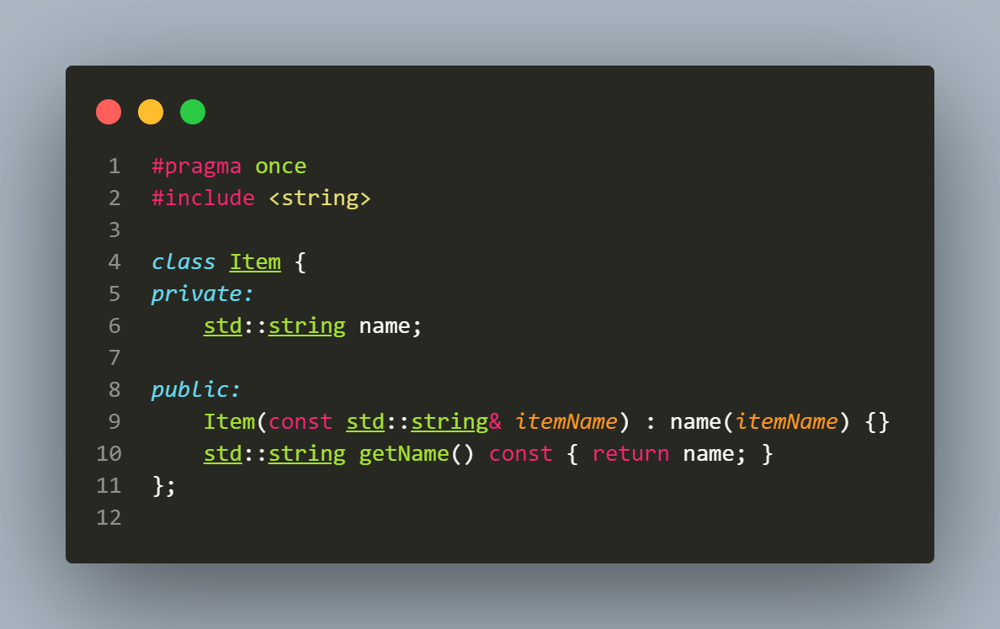 1 #pragma once
2 #include <string>
3
4 class Item {
5 private:
6     std::string name;
7
8 public:
9     Item(const std::string& itemName) : name(itemName) {}
10     std::string getName() const { return name; }
11 };
12